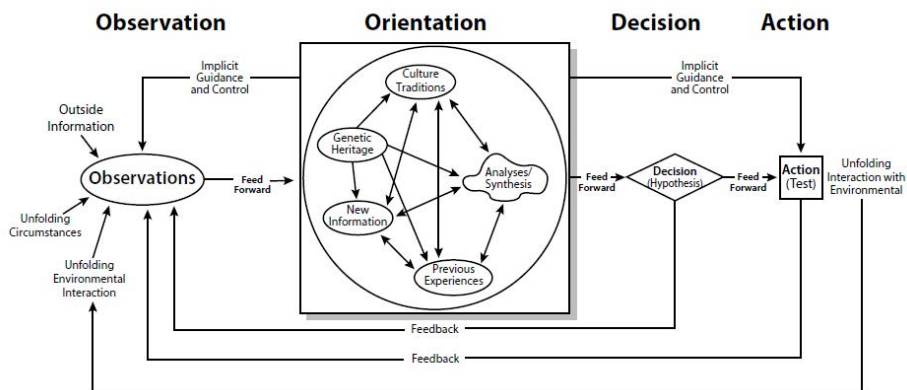 Observation
Orientation
Decision
Action
Implicit
Guidance
and Control
Culture
Traditions
Implicit
Guidance
and Control
Outside
Information
Genetic
Heritage
Observations
Feed
Forward
Analyses/
Synthesis
Feed
Forward
Decision
(Hypothesis)
Feed
Forward
Action
(Test)
Unfolding
Interaction with
Environmental
New
Information
Unfolding
Circumstances
Unfolding
Environmental
Interaction
Previous
Experiences
Feedback
Feedback